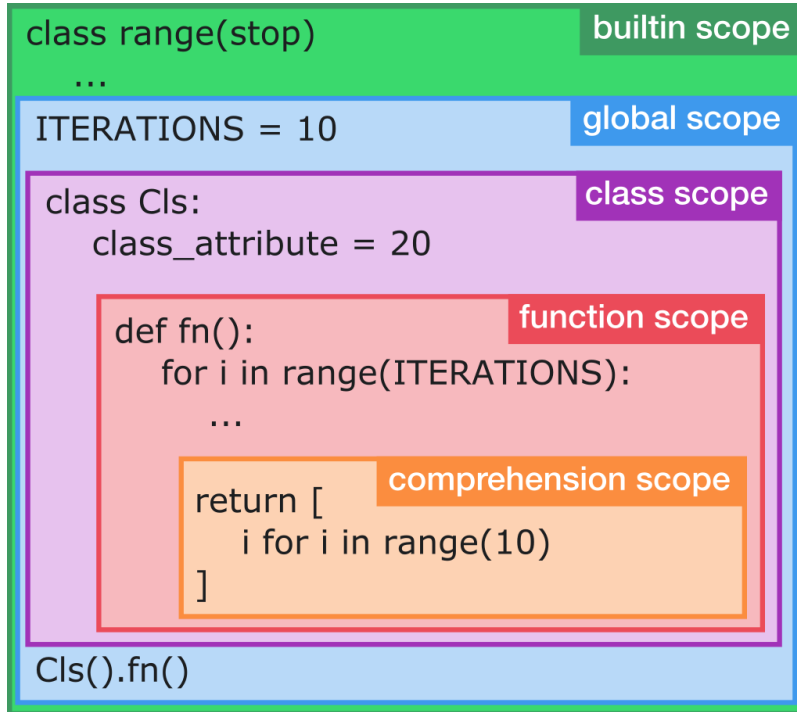 class range(stop)
builtin scope
...
ITERATIONS = 10
global scope
class Cls:
class scope
class_attribute = 20
def fn():
function scope
for i in range(ITERATIONS):
...
comprehension scope
return [
i for i in range(10)
]
Cls().fn()